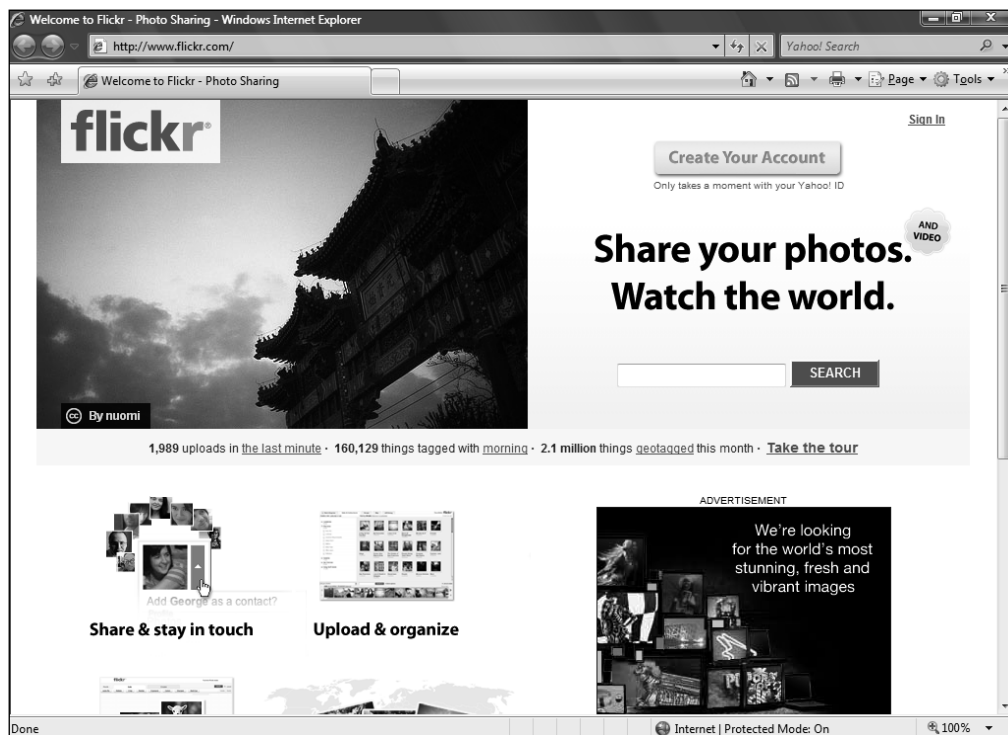 Welcome to Flickr - Photo Sharing - Windows Internet Explorer
http://www.flickr.com/
Yahoo! Search
Welcome to Flickr - Photo Sharing
Page
Tools
flickr
Sign In
Create Your Account
Only takes a moment with your Yahoo! ID
AND
VIDEO
Share your photos.
Watch the world.
SEARCH
By nuomi
1,989 uploads in the last minute · 160,129 things tagged with morning · 2.1 million things geotagged this month · Take the tour
ADVERTISEMENT
We're looking
for the world's most
stunning, fresh and
vibrant images
Add George as a contact?
Share & stay in touch
Upload & organize
flickr
Done
Internet | Protected Mode: On
100%